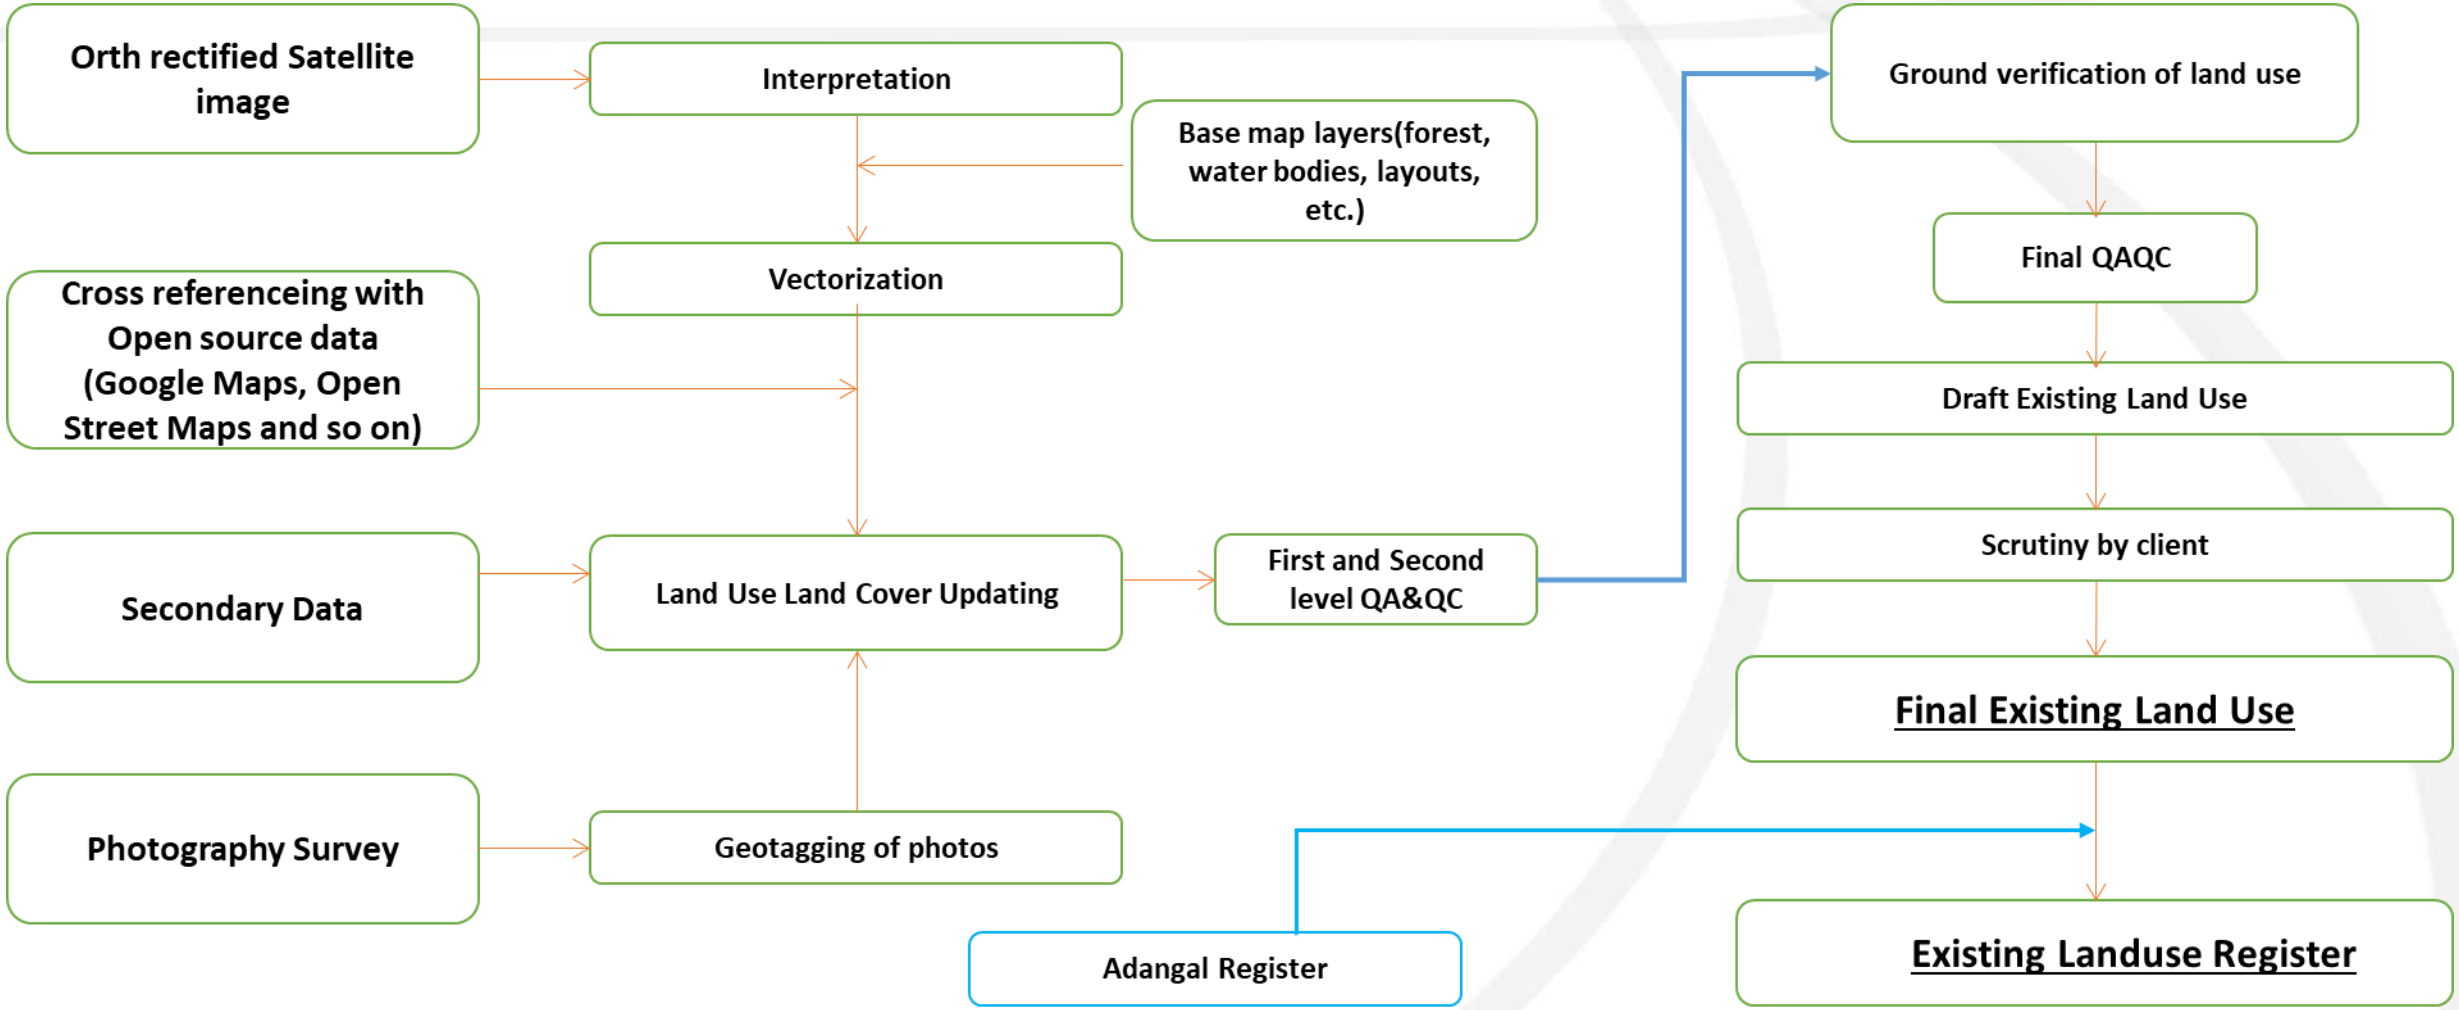 Orth rectified Satellite
image
Interpretation
Base map layers(forest,
water bodies, layouts,
etc.)
Vectorization
Cross referenceing with
Open source data
(Google Maps, Open
Street Maps and so on)
Secondary Data
Land Use Land Cover Updating
First and Second
level QA&QC
Photography Survey
Geotagging of photos
Adangal Register
Ground verification of land use
Final QAQC
Draft Existing Land Use
Scrutiny by client
Final Existing Land Use
Existing Landuse Register